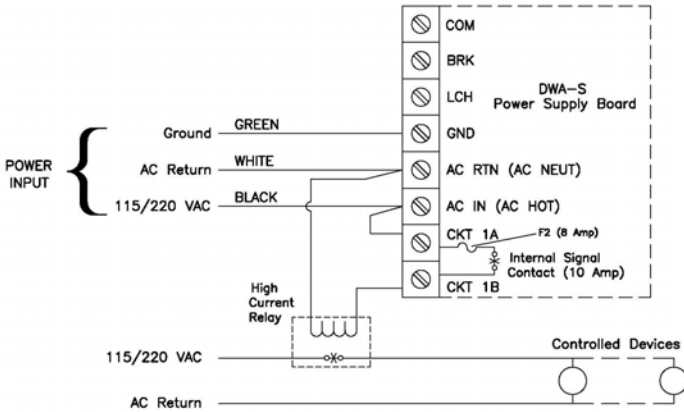 COM
BRK
LCH
DWA-S
Power Supply Board
Ground
GREEN
GND
POWER
INPUT
AC Return
WHITE
AC RTN (AC NEUT)
115/220 VAC
BLACK
AC IN (AC HOT)
CKT 1A
F2 (8 Amp)
Internal Signal
Contact (10 Amp)
CKT 1B
High
Current
Relay
115/220 VAC
Controlled Devices
AC Return